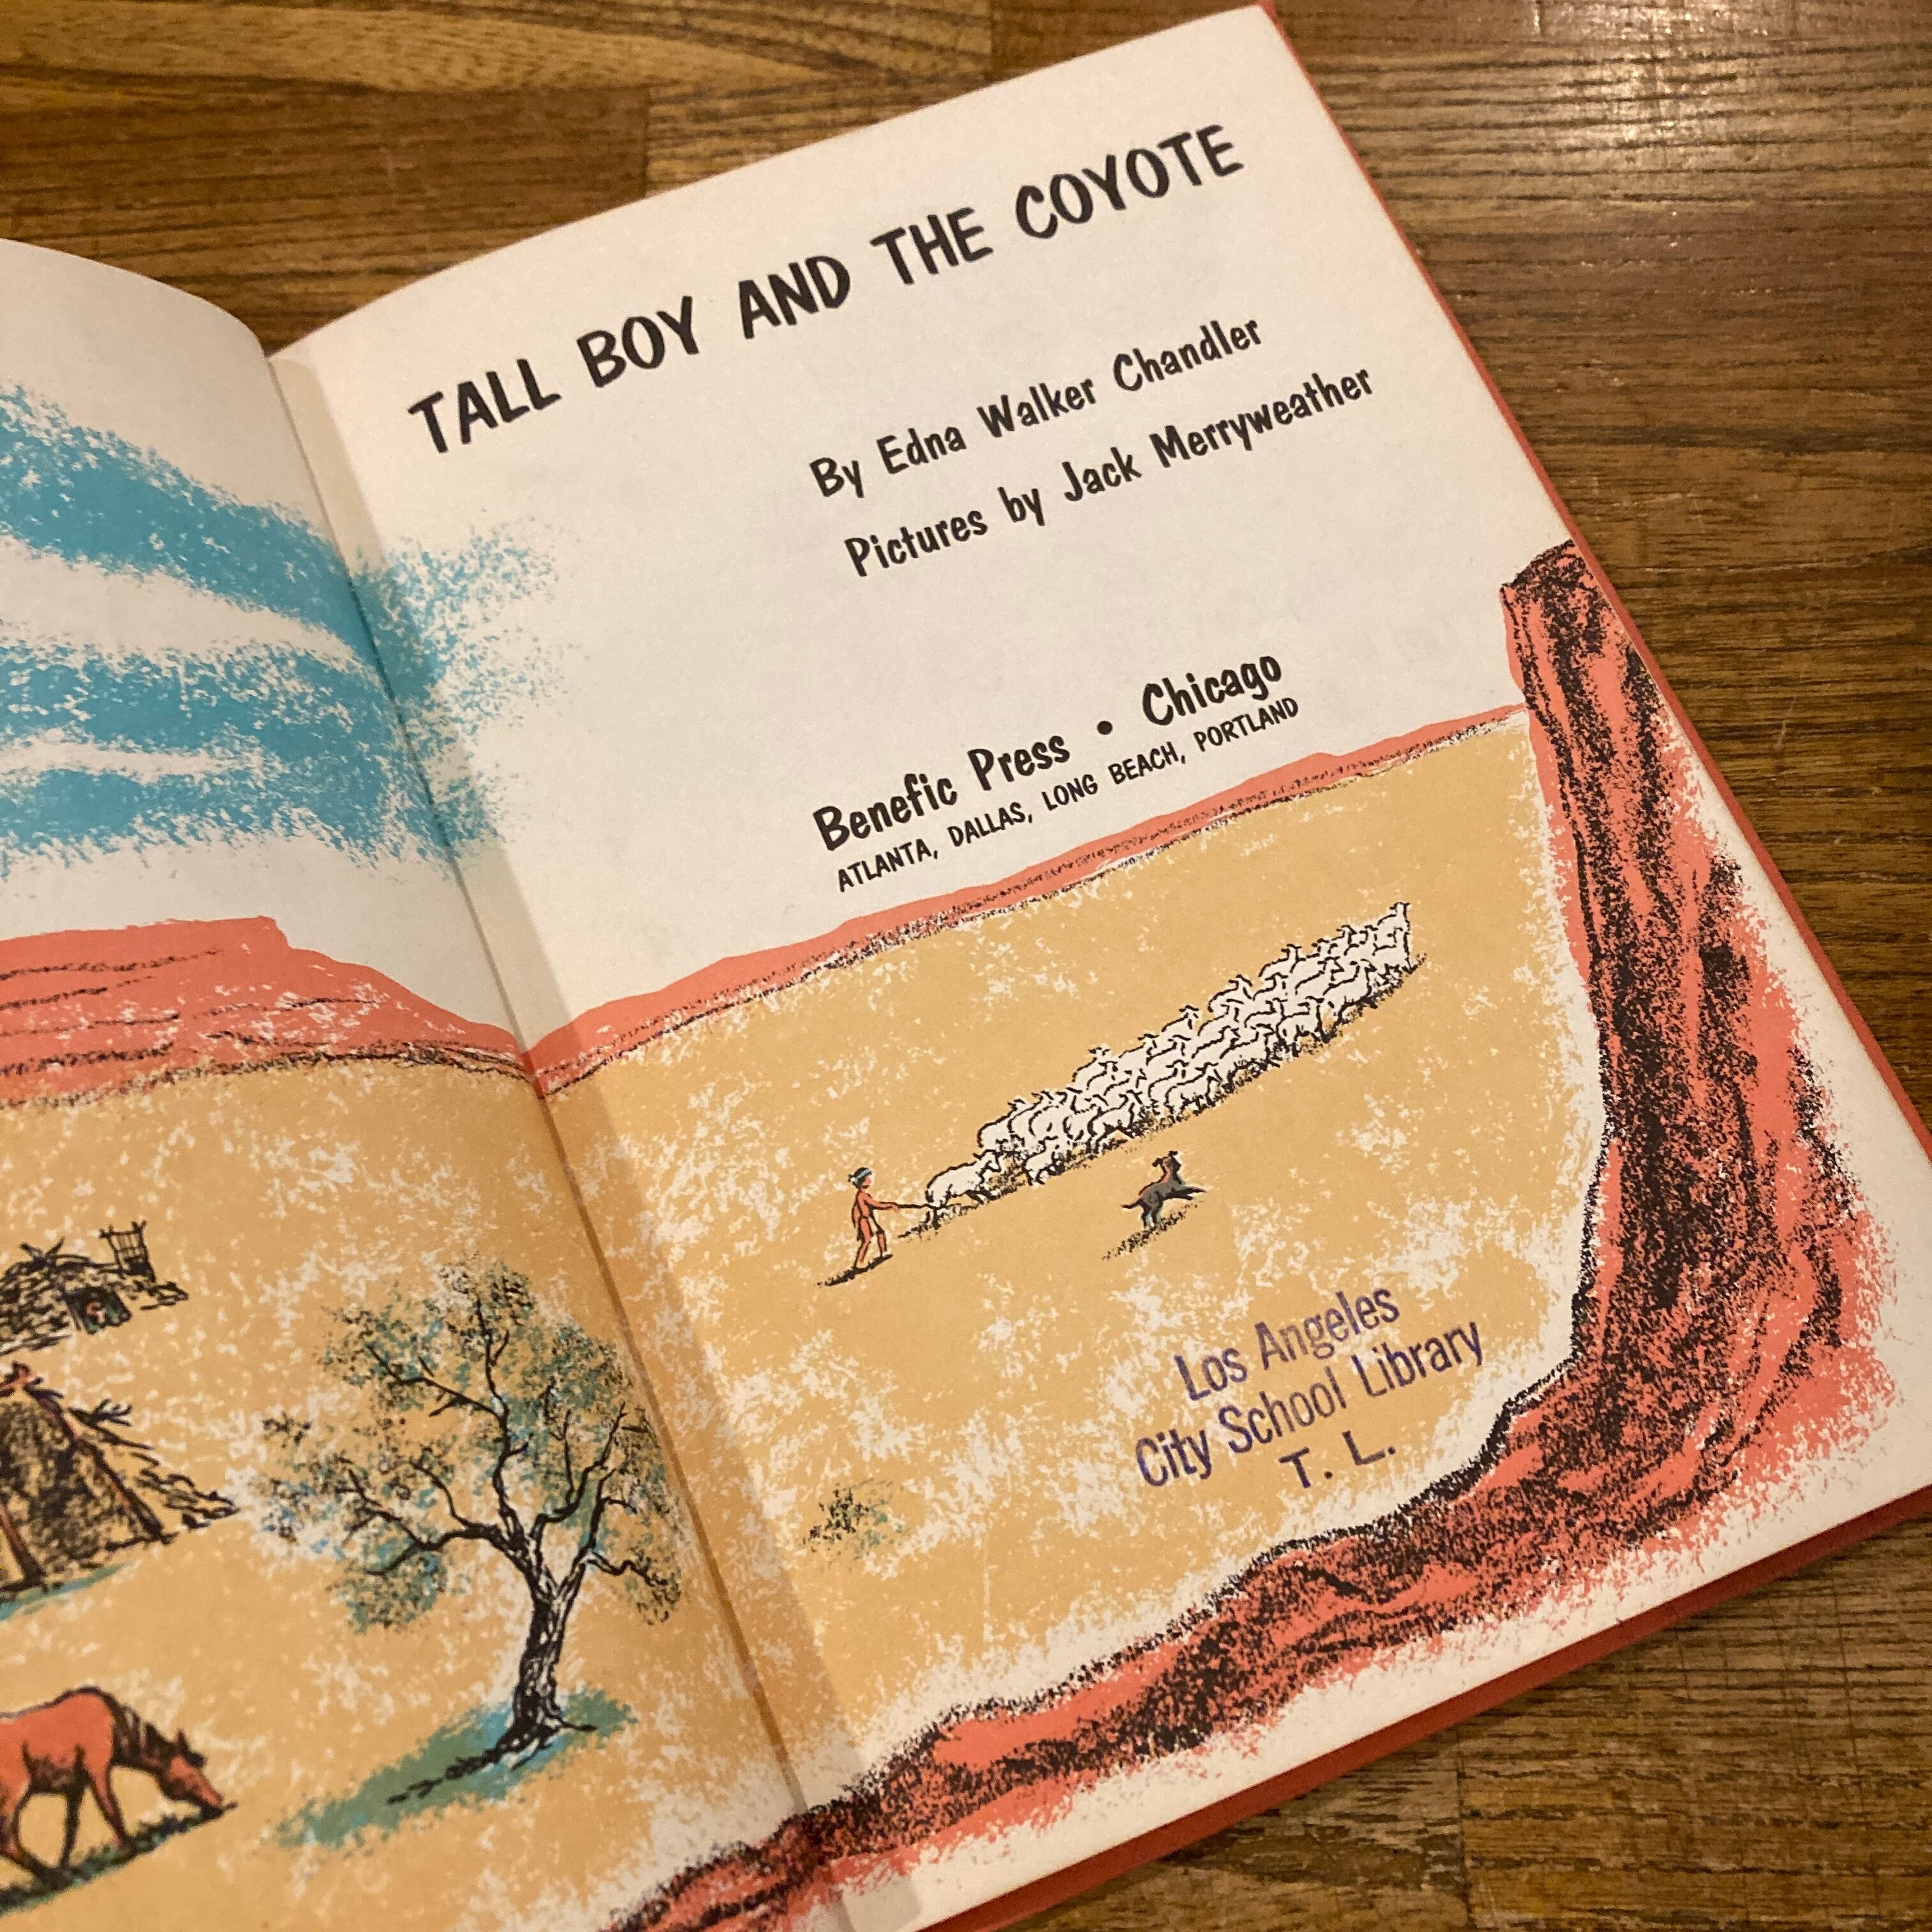 TALL BOY AND THE COYOTE
By Edna Walker Chandler
Pictures by Jack Merryweather
Benefic Press • Chicago
ATLANTA, DALLAS, LONG BEACH, PORTLAND
Los Angeles
City School Library
T. L.